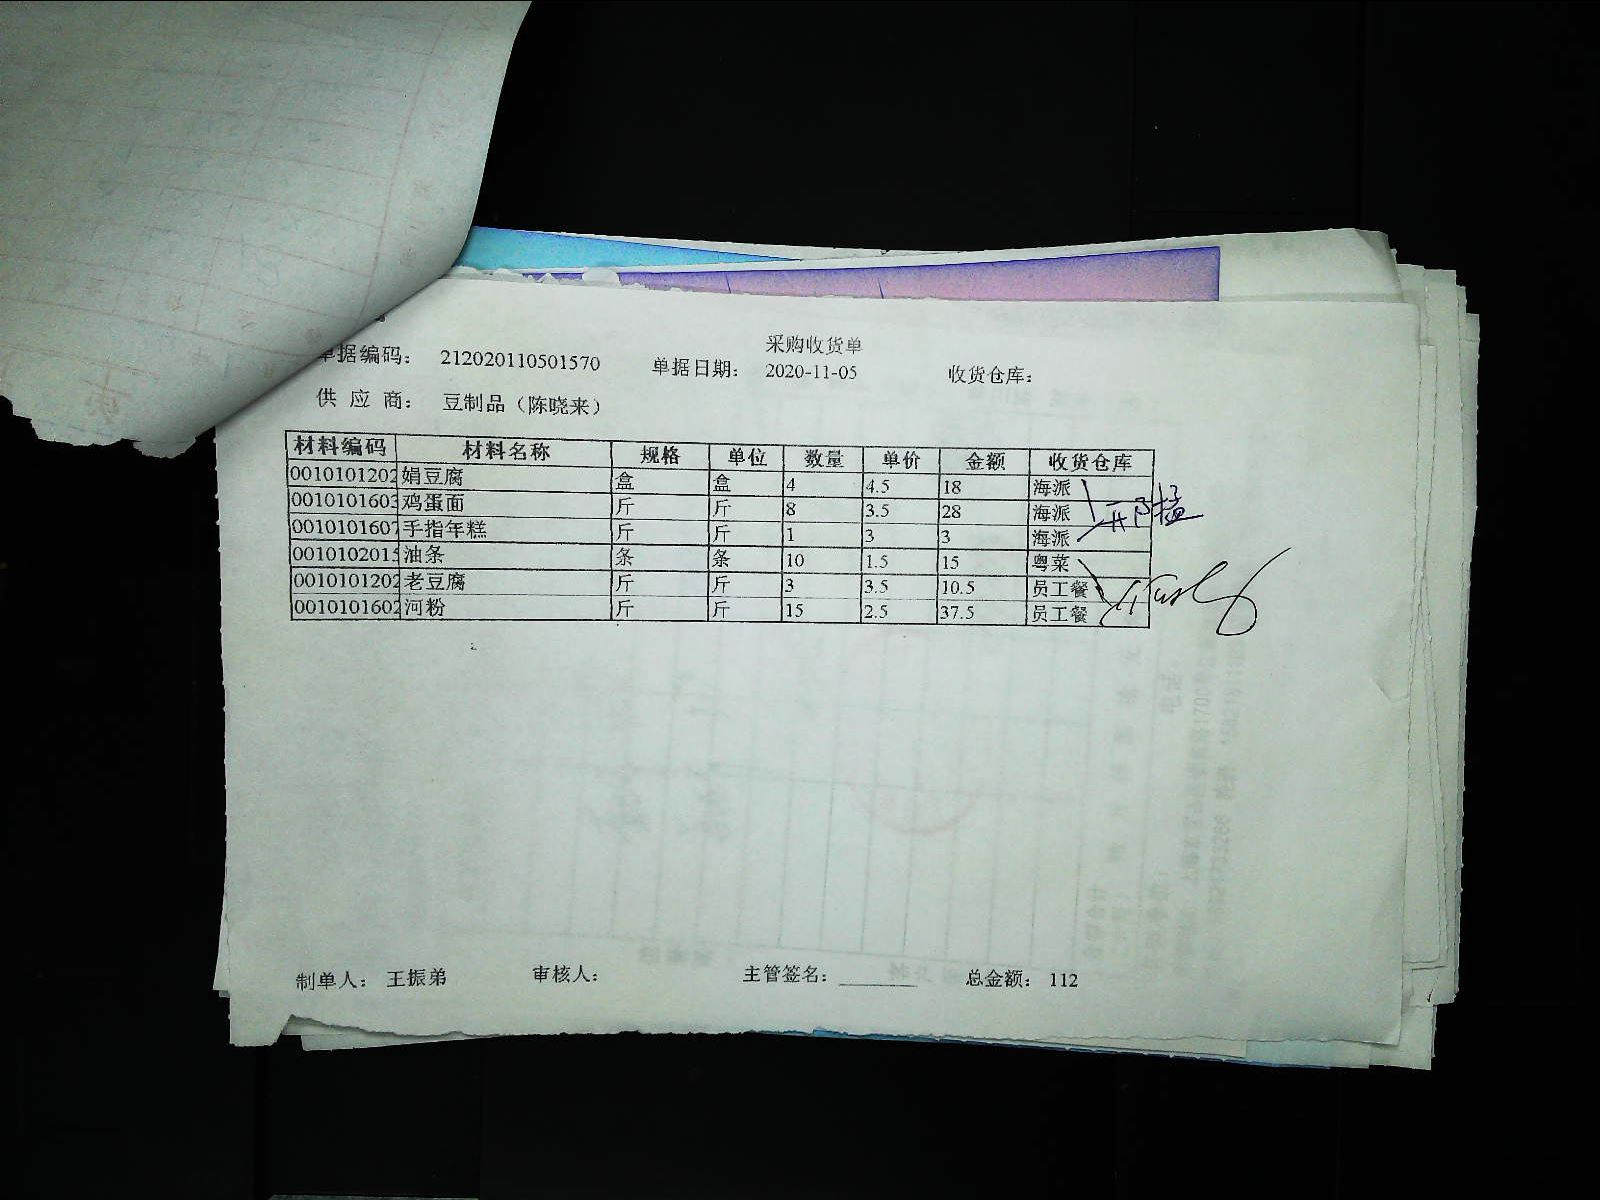 采购收货单
单据编码： 212020110501570 单据日期： 2020-11-05 收货仓库：
供 应 商： 豆制品（陈晓来）
材料编码 材料名称 规格 单位 数量 单价 金额 收货仓库
0010101202 娟豆腐 盒 盒 4 4.5 18 海派
0010101603 鸡蛋面 斤 斤 8 3.5 28 海派
0010101607 手指年糕 斤 斤 1 3 3 海派
0010102015 油条 条 条 10 1.5 15 粤菜
0010101202 老豆腐 斤 斤 3 3.5 10.5 员工餐
0010101602 河粉 斤 斤 15 2.5 37.5 员工餐
制单人： 王振弟 审核人： 主管签名： 总金额： 112